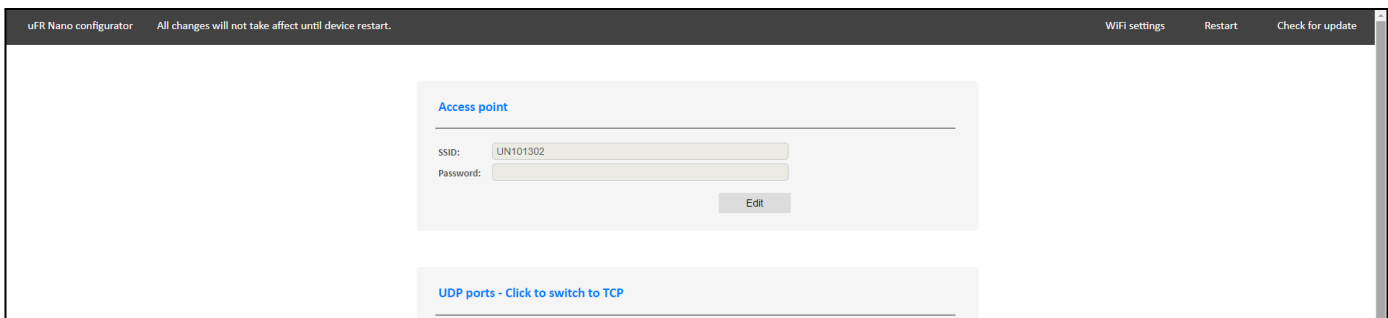 uFR Nano configurator All changes will not take affect until device restart. WiFi settings Restart Check for update
Access point
SSID: UN101302
Password:
Edit
UDP ports - Click to switch to TCP